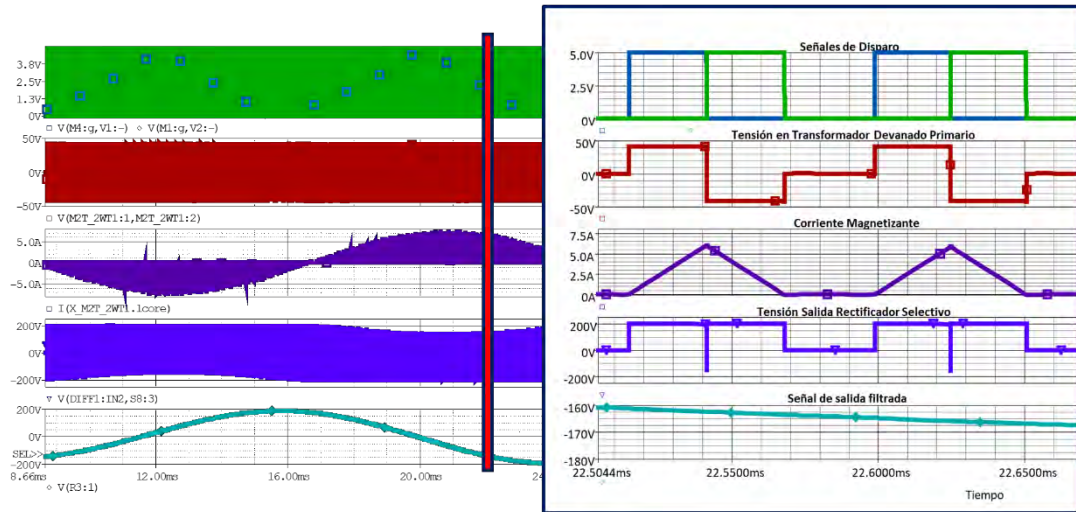 3.8V
2.5V
1.3V
0V
V(M4:g,V1:-) V(M1:g,V2:-)
50V
0V
-50V
V(M2T_2WT1:1,M2T_2WT1:2)
5.0A
0A
-5.0A
I(X_M2T_2WT1.lcore)
200V
0V
-200V
V(DIFF1:IN2,S8:3)
200V
0V
SEL>>
-200V
8.66ms 12.00ms 16.00ms 20.00ms
V(R3:1)
Señales de Disparo
5.0V
0V
Tensión en Transformador Devanado Primario
50V
0V
-50V
Corriente Magnetizante
7.5A
5.0A
2.5A
0A
Tensión Salida Rectificador Selectivo
200V
0V
-200V
Señal de salida filtrada
-160V
-170V
-180V
22.5044ms 22.5500ms 22.6000ms 22.6500ms
Tiempo